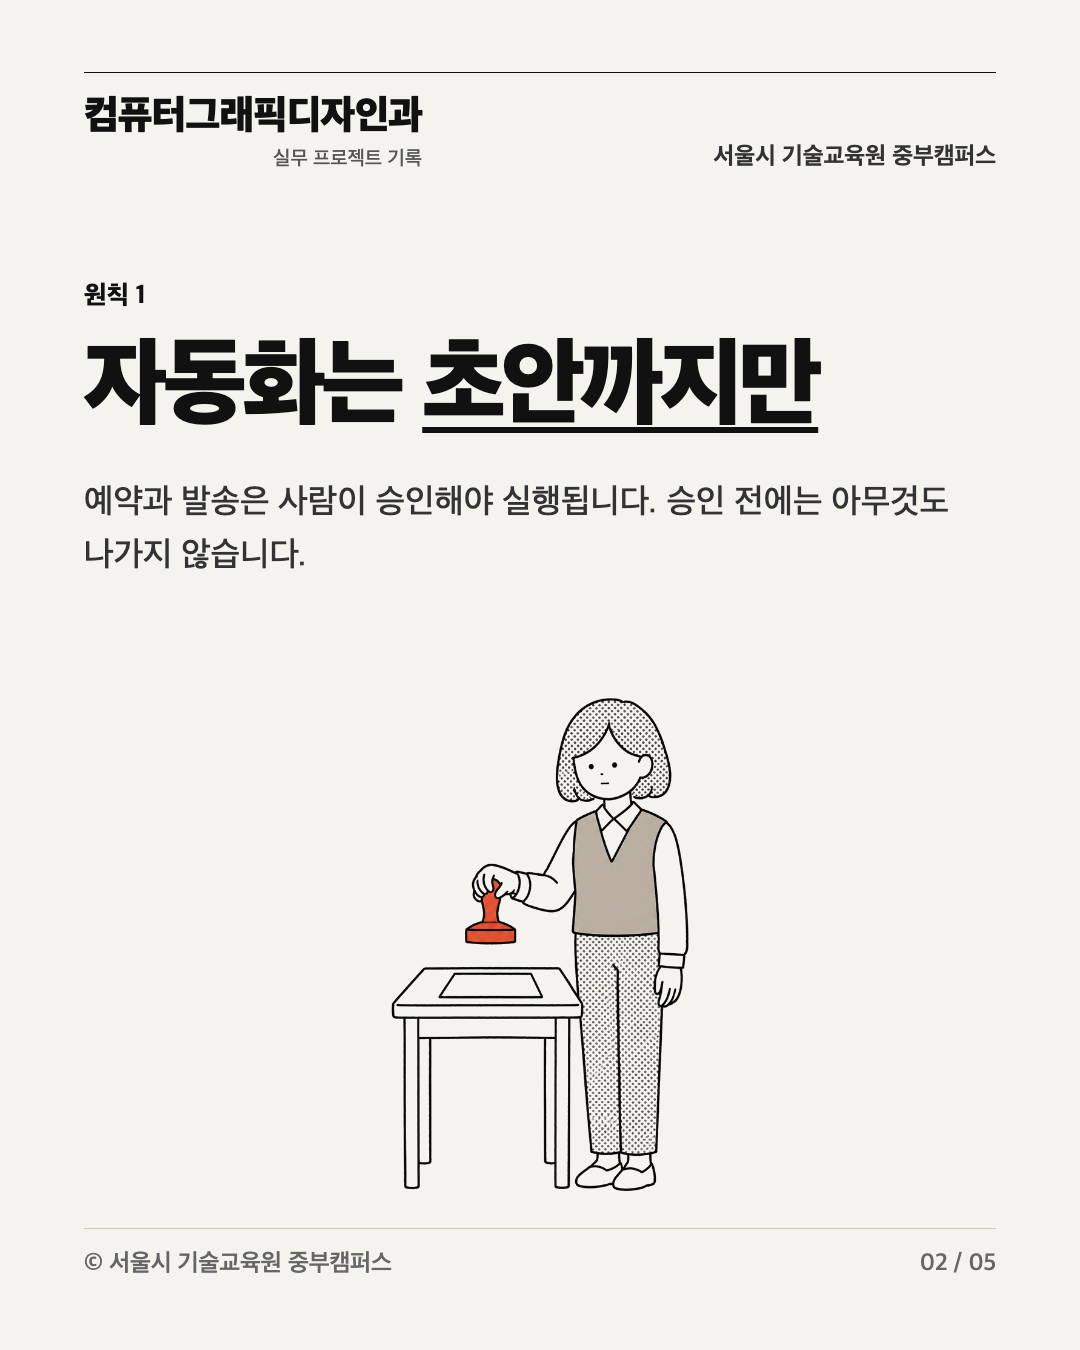 컴퓨터그래픽디자인과
실무 프로젝트 기록
서울시 기술교육원 중부캠퍼스
원칙 1
자동화는 초안까지만
예약과 발송은 사람이 승인해야 실행됩니다. 승인 전에는 아무것도
나가지 않습니다.
© 서울시 기술교육원 중부캠퍼스
02 / 05